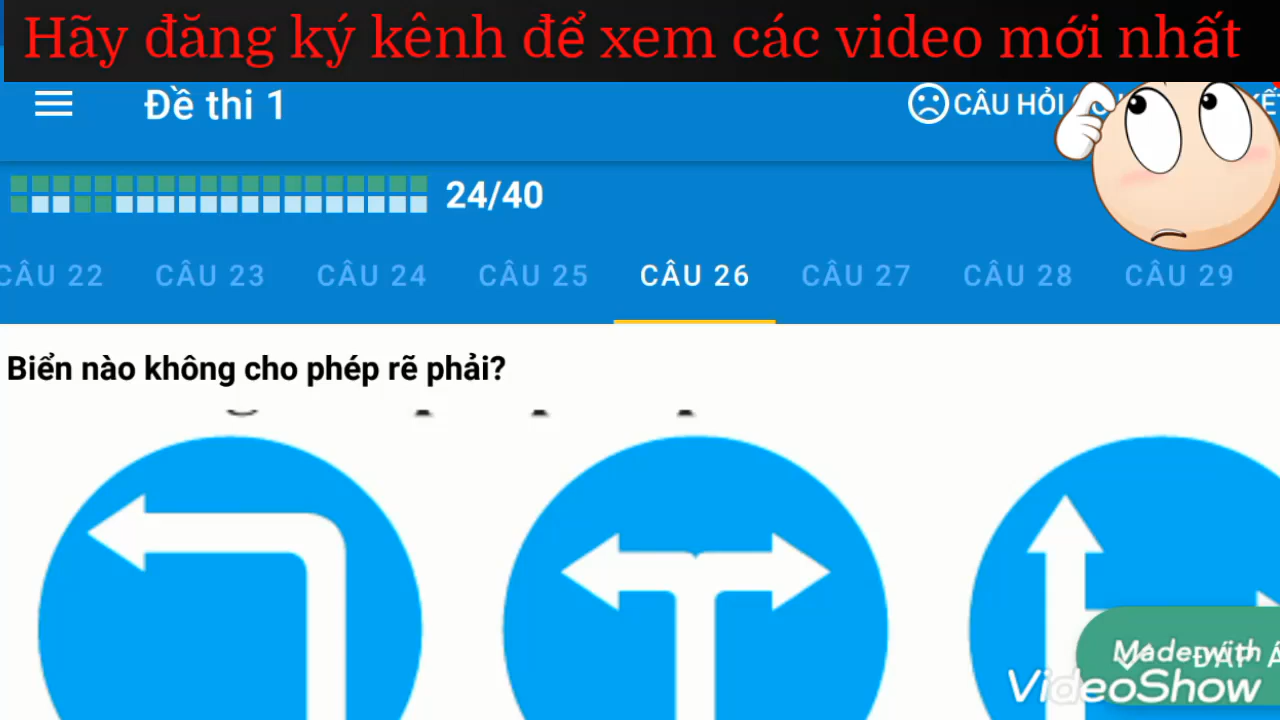 Hãy đăng ký kênh để xem các video mới nhất
Đề thi 1
CÂU HỎI
24/40
CÂU 22
CÂU 23
CÂU 24
CÂU 25
CÂU 26
CÂU 27
CÂU 28
CÂU 29
Biển nào không cho phép rẽ phải?
Made with
VideoShow